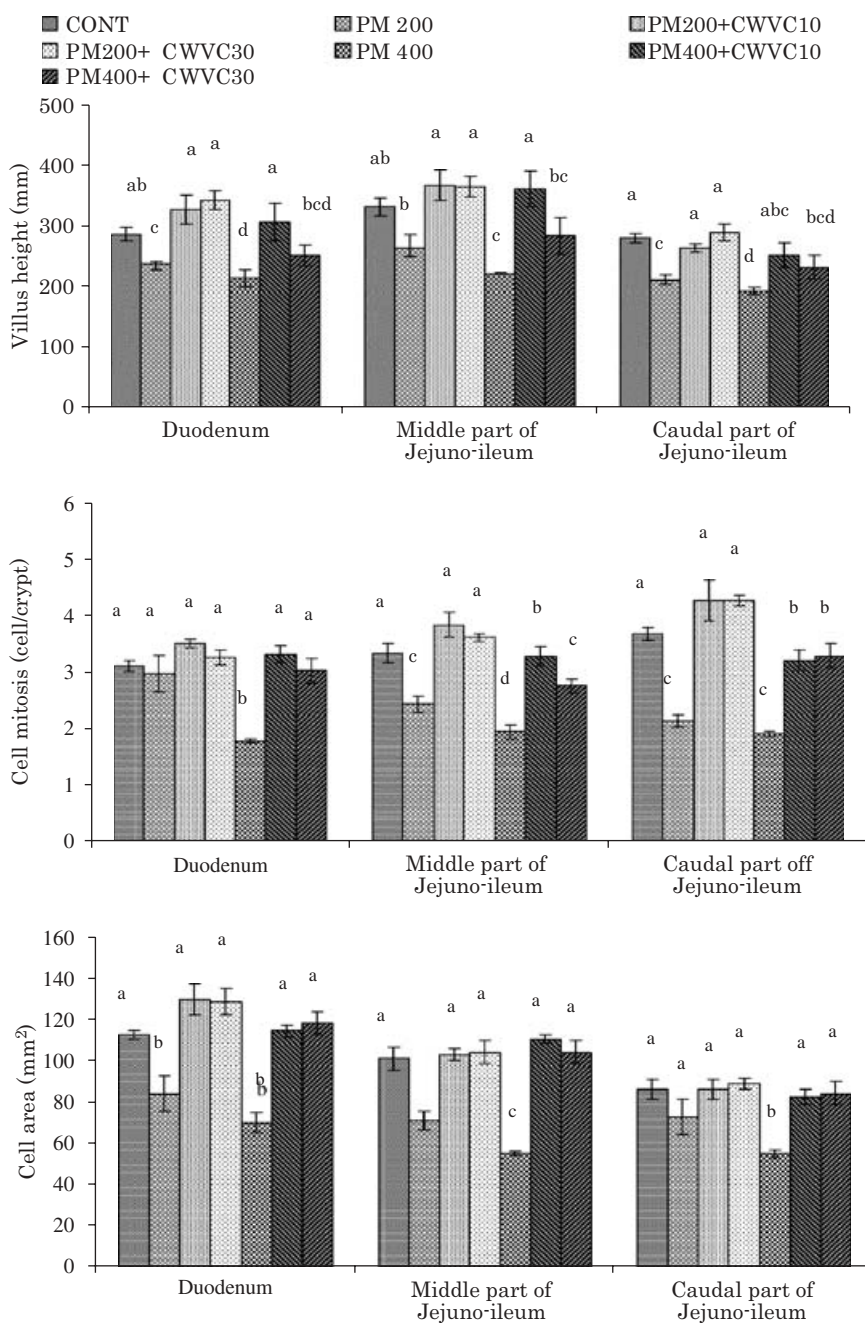 CONT PM 200 PM200+CWVC10
PM200+ CWVC30 PM 400 PM400+CWVC10
PM400+ CWVC30
Villus height (mm)
500
400
300
200
100
0
ab c a a d a bcd
ab b a a c a bc
a c a a d abc bcd
Duodenum
Middle part of
Jejuno-ileum
Caudal part of
Jejuno-ileum
Cell mitosis (cell/crypt)
6
5
4
3
2
1
0
a a a a b a a
a c a a d b c
a c a a c b b
Duodenum
Middle part of
Jejuno-ileum
Caudal part off
Jejuno-ileum
Cell area (mm²)
160
140
120
100
80
60
40
20
0
a b a a b b a a
a a a c a a
a a a a b a a
Duodenum
Middle part of
Jejuno-ileum
Caudal part of
Jejuno-ileum